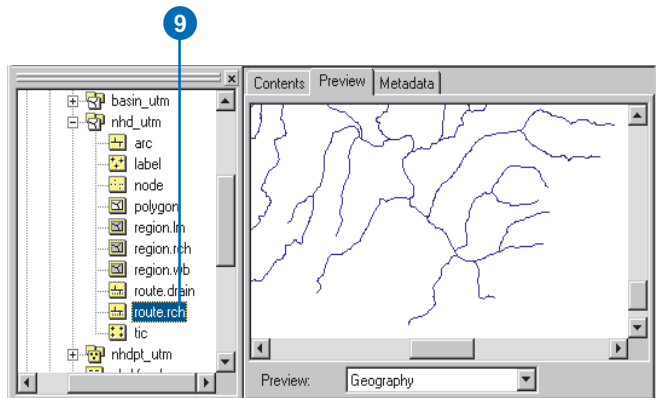 9
Contents Preview Metadata
basin_utm
nhd_utm
arc
label
node
polygon
region.lm
region.rch
region.wb
route.drain
route.rch
tic
nhdpt_utm
Preview: Geography